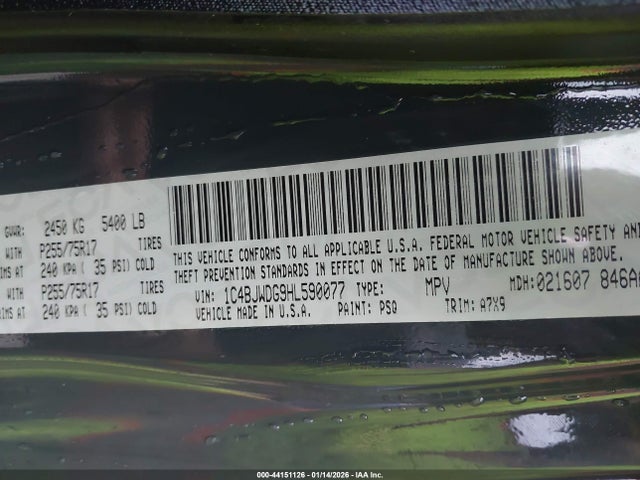 GVWR: 2450 KG 5400 LB
WITH P255/75R17 TIRES
RIMS AT 240 KPA ( 35 PSI) COLD
WITH P255/75R17 TIRES
RIMS AT 240 KPA ( 35 PSI) COLD
THIS VEHICLE CONFORMS TO ALL APPLICABLE U.S.A. FEDERAL MOTOR VEHICLE SAFETY AND
THEFT PREVENTION STANDARDS IN EFFECT ON THE DATE OF MANUFACTURE SHOWN ABOVE.
VIN: 1C4BJWDG9HL590077 TYPE: MPV MDH:021607 846A
VEHICLE MADE IN U.S.A. PAINT: PSQ TRIM: A7X9
000-44151126 - 01/14/2026 - IAA Inc.